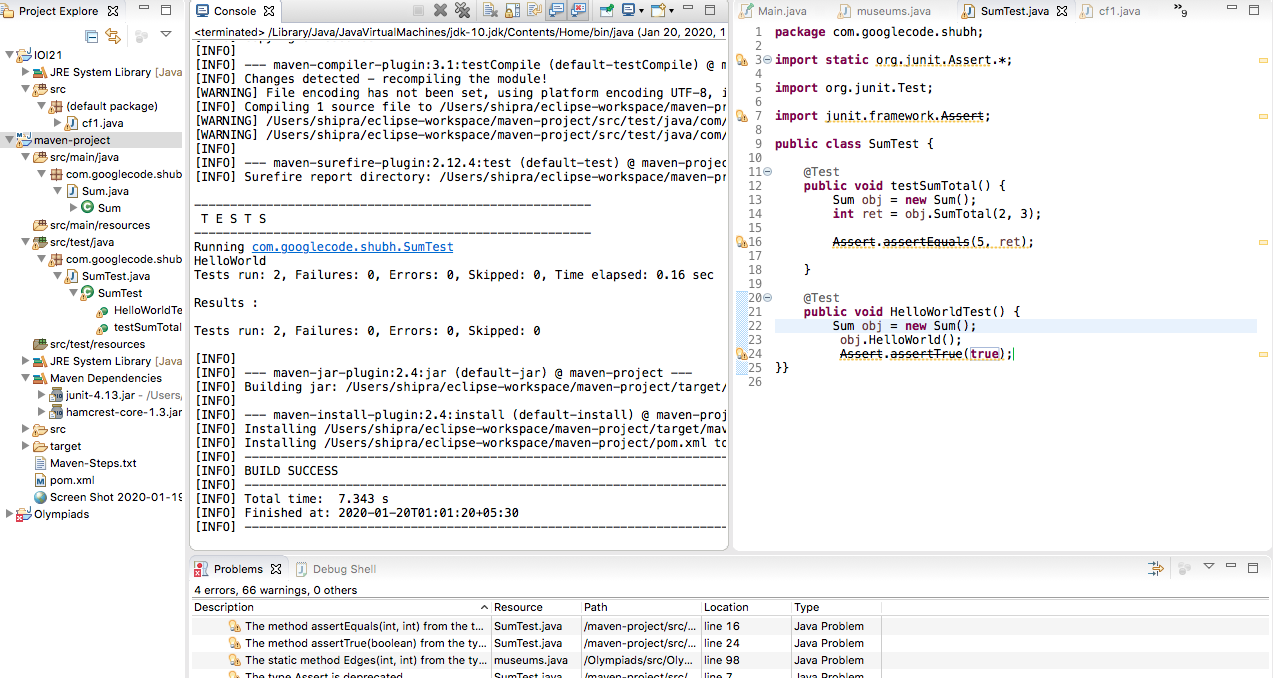 Project Explore
IOI21
JRE System Library [Java
src
(default package)
cf1.java
maven-project
src/main/java
com.googlecode.shub
Sum.java
Sum
src/main/resources
src/test/java
com.googlecode.shub
SumTest.java
SumTest
HelloWorldTe
testSumTotal
src/test/resources
JRE System Library [Java
Maven Dependencies
junit-4.13.jar - /Users/
hamcrest-core-1.3.jar
src
target
Maven-Steps.txt
pom.xml
Screen Shot 2020-01-19
Olympiads
Console
<terminated> /Library/Java/JavaVirtualMachines/jdk-10.jdk/Contents/Home/bin/java (Jan 20, 2020, 1
[INFO]
[INFO] --- maven-compiler-plugin:3.1:testCompile (default-testCompile) @ m
[INFO] Changes detected - recompiling the module!
[WARNING] File encoding has not been set, using platform encoding UTF-8, i
[INFO] Compiling 1 source file to /Users/shipra/eclipse-workspace/maven-pr
[WARNING] /Users/shipra/eclipse-workspace/maven-project/src/test/java/com/
[WARNING] /Users/shipra/eclipse-workspace/maven-project/src/test/java/com/
[INFO]
[INFO] --- maven-surefire-plugin:2.12.4:test (default-test) @ maven-projec
[INFO] Surefire report directory: /Users/shipra/eclipse-workspace/maven-pr
-------------------------------------------------------
T E S T S
-------------------------------------------------------
Running com.googlecode.shubh.SumTest
HelloWorld
Tests run: 2, Failures: 0, Errors: 0, Skipped: 0, Time elapsed: 0.16 sec
Results :
Tests run: 2, Failures: 0, Errors: 0, Skipped: 0
[INFO]
[INFO] --- maven-jar-plugin:2.4:jar (default-jar) @ maven-project ---
[INFO] Building jar: /Users/shipra/eclipse-workspace/maven-project/target/
[INFO]
[INFO] --- maven-install-plugin:2.4:install (default-install) @ maven-proj
[INFO] Installing /Users/shipra/eclipse-workspace/maven-project/target/mav
[INFO] Installing /Users/shipra/eclipse-workspace/maven-project/pom.xml to
[INFO] ------------------------------------------------------------------
[INFO] BUILD SUCCESS
[INFO] ------------------------------------------------------------------
[INFO] Total time:  7.343 s
[INFO] Finished at: 2020-01-20T01:01:20+05:30
[INFO] ------------------------------------------------------------------
Main.java museums.java SumTest.java cf1.java »9
1 package com.googlecode.shubh;
2
3 import static org.junit.Assert.*;
4
5 import org.junit.Test;
6
7 import junit.framework.Assert;
8
9 public class SumTest {
10
11 @Test
12 public void testSumTotal() {
13 Sum obj = new Sum();
14 int ret = obj.SumTotal(2, 3);
15
16 Assert.assertEquals(5, ret);
17
18 }
19
20 @Test
21 public void HelloWorldTest() {
22 Sum obj = new Sum();
23 obj.HelloWorld();
24 Assert.assertTrue(true);
25 }}
26
Problems Debug Shell
4 errors, 66 warnings, 0 others
Description Resource Path Location Type
The method assertEquals(int, int) from the t... SumTest.java /maven-project/src/... line 16 Java Problem
The method assertTrue(boolean) from the ty... SumTest.java /maven-project/src/... line 24 Java Problem
The static method Edges(int, int) from the ty... museums.java /Olympiads/src/Oly... line 98 Java Problem
The type Assert is deprecated SumTest.java /maven-project/src/... line 7 Java Problem